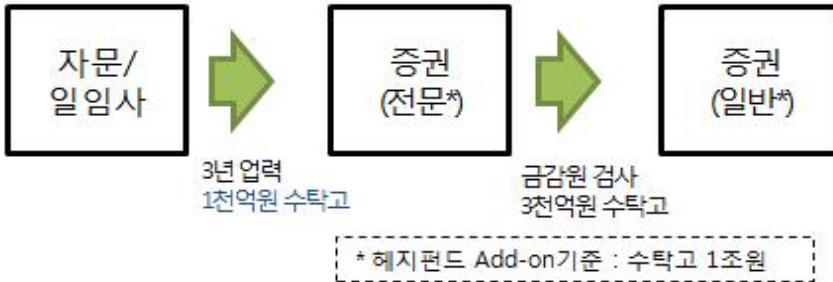 자문/
일임사
증권
(전문*)
증권
(일반*)
3년 업력
1천억원 수탁고
금감원 검사
3천억원 수탁고
* 헤지펀드 Add-on기준 : 수탁고 1조원